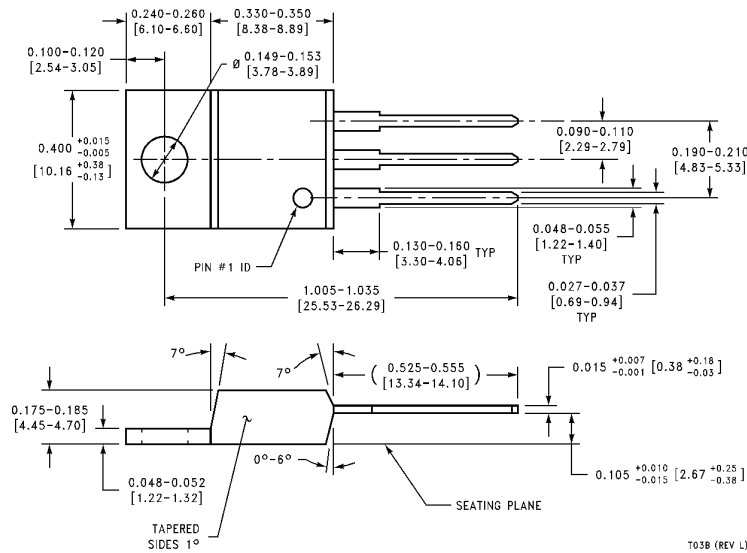 0.240-0.260
[6.10-6.60]
0.330-0.350
[8.38-8.89]
0.100-0.120
[2.54-3.05]
Ø 0.149-0.153
[3.78-3.89]
0.400 +0.015 -0.005
[10.16 +0.38 -0.13]
0.090-0.110
[2.29-2.79]
0.190-0.210
[4.83-5.33]
0.048-0.055
[1.22-1.40]
TYP
0.130-0.160 TYP
[3.30-4.06]
PIN #1 ID
0.027-0.037
[0.69-0.94]
TYP
1.005-1.035
[25.53-26.29]
7°
7°
(0.525-0.555)
[13.34-14.10]
0.015 +0.007 -0.001 [0.38 +0.18 -0.03]
0.175-0.185
[4.45-4.70]
0°-6°
0.105 +0.010 -0.015 [2.67 +0.25 -0.38]
0.048-0.052
[1.22-1.32]
SEATING PLANE
TAPERED
SIDES 1°
T03B (REV L)